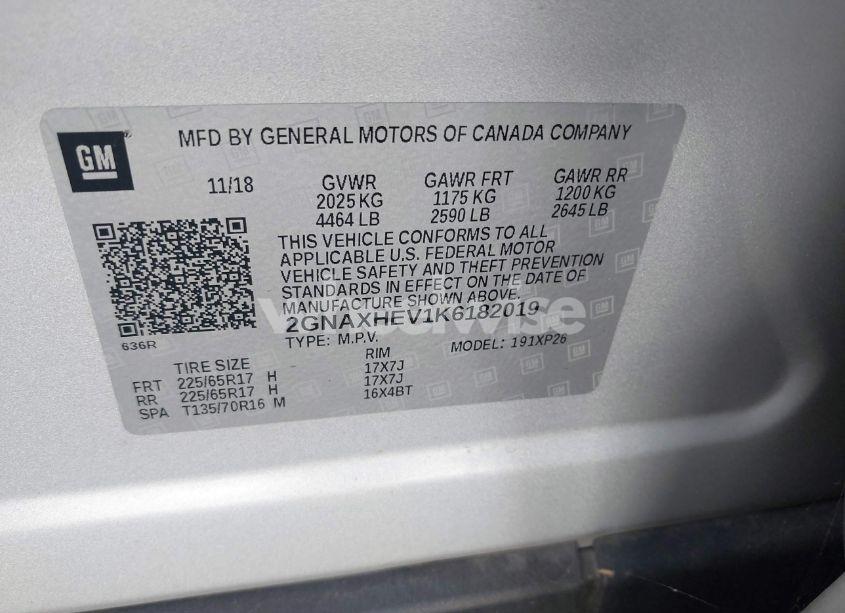 GM
MFD BY GENERAL MOTORS OF CANADA COMPANY
11/18 GVWR GAWR FRT GAWR RR
2025 KG 1175 KG 1200 KG
4464 LB 2590 LB 2645 LB
THIS VEHICLE CONFORMS TO ALL
APPLICABLE U.S. FEDERAL MOTOR
VEHICLE SAFETY AND THEFT PREVENTION
STANDARDS IN EFFECT ON THE DATE OF
MANUFACTURE SHOWN ABOVE.
2GNAXHEV1K6182019
636R
TYPE: M.P.V. MODEL: 191XP26
TIRE SIZE RIM
FRT 225/65R17 H 17X7J
RR 225/65R17 H 17X7J
SPA T135/70R16 M 16X4BT